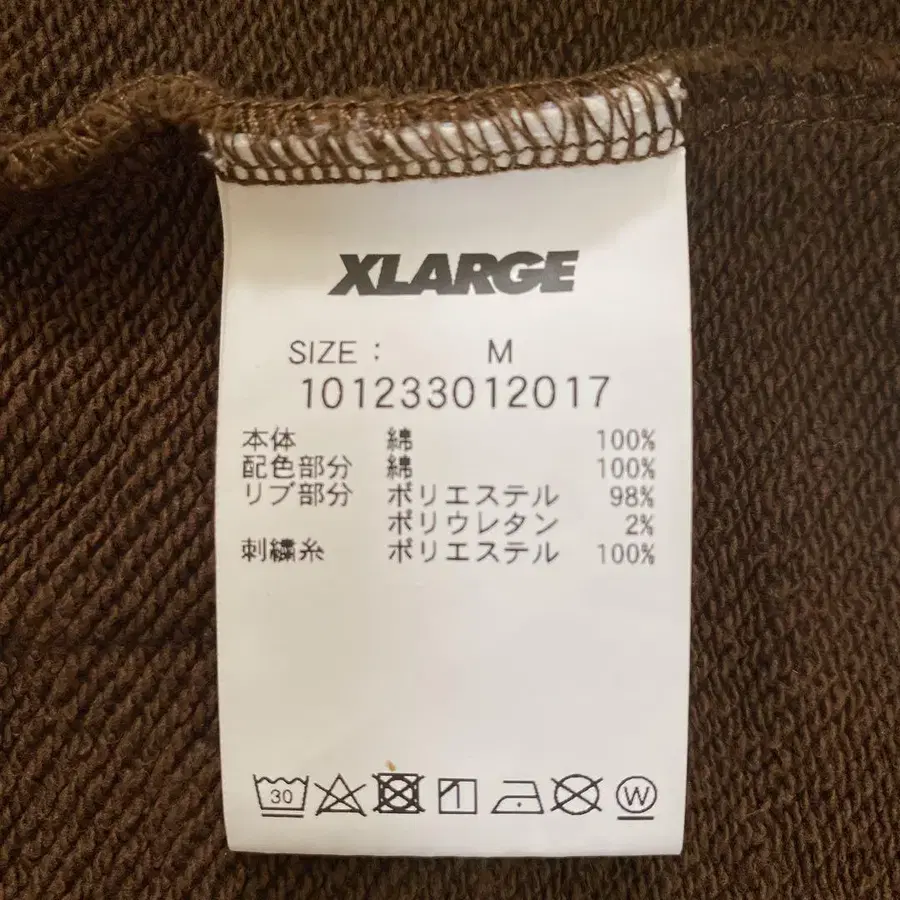 XLARGE
SIZE : M
101233012017
本体 綿 100%
配色部分 綿 100%
リブ部分 ポリエステル 98%
ポリウレタン 2%
刺繍糸 ポリエステル 100%
30 W